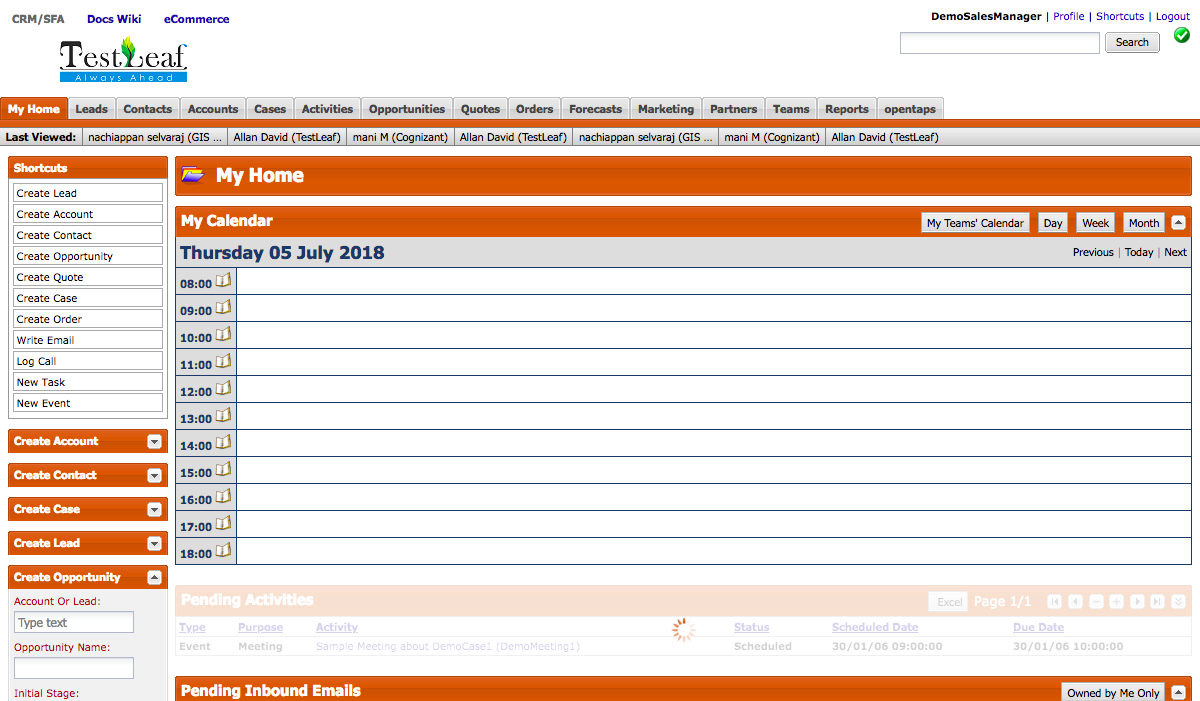 CRM/SFA Docs Wiki eCommerce
DemoSalesManager | Profile | Shortcuts | Logout
Search
TestLeaf
Always Ahead
My Home Leads Contacts Accounts Cases Activities Opportunities Quotes Orders Forecasts Marketing Partners Teams Reports opentaps
Last Viewed: nachiappan selvaraj (GIS ... Allan David (TestLeaf) mani M (Cognizant) Allan David (TestLeaf) nachiappan selvaraj (GIS ... mani M (Cognizant) Allan David (TestLeaf)
Shortcuts
Create Lead
Create Account
Create Contact
Create Opportunity
Create Quote
Create Case
Create Order
Write Email
Log Call
New Task
New Event
Create Account
Create Contact
Create Case
Create Lead
Create Opportunity
Account Or Lead:
Type text
Opportunity Name:
Initial Stage:
My Home
My Calendar My Teams' Calendar Day Week Month
Thursday 05 July 2018 Previous | Today | Next
08:00
09:00
10:00
11:00
12:00
13:00
14:00
15:00
16:00
17:00
18:00
Pending Activities Excel Page 1/1
Type Purpose Activity Status Scheduled Date Due Date
Event Meeting Sample Meeting about DemoCase1 (DemoMeeting1) Scheduled 30/01/06 09:00:00 30/01/06 10:00:00
Pending Inbound Emails Owned by Me Only